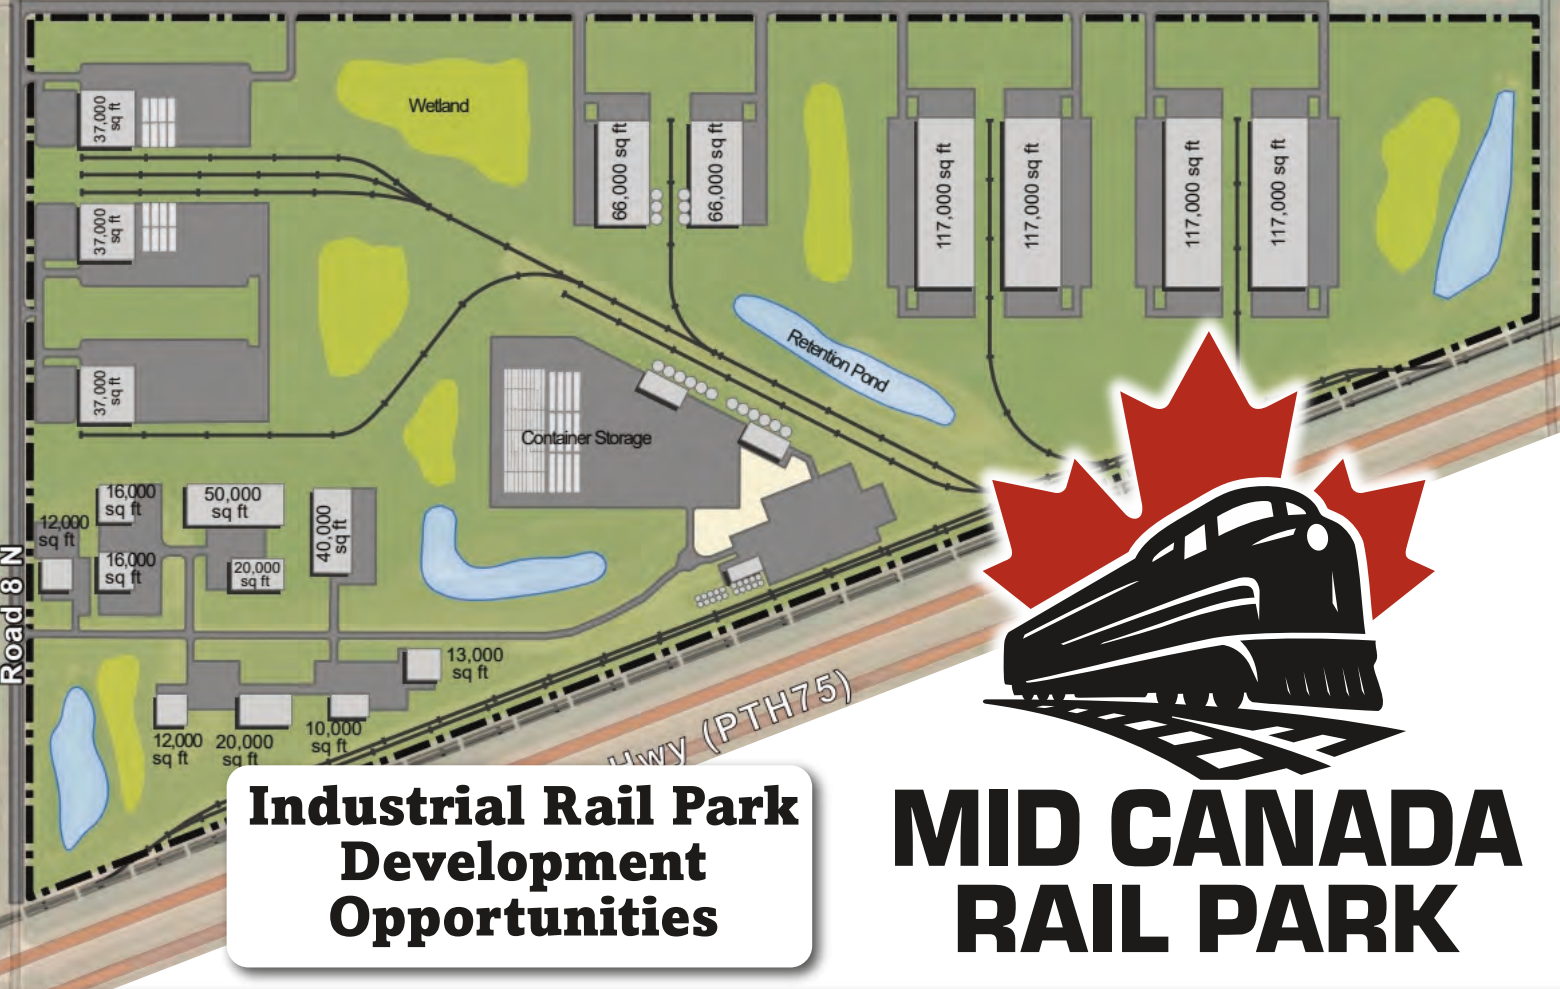 Wetland
37,000
sq ft
66,000 sq ft
66,000 sq ft
117,000 sq ft
117,000 sq ft
117,000 sq ft
117,000 sq ft
37,000
sq ft
Retention Pond
37,000
sq ft
Container Storage
16,000
sq ft
50,000
sq ft
40,000
sq ft
12,000
sq ft
16,000
sq ft
20,000
sq ft
Road 8 N
13,000
sq ft
12,000
sq ft
20,000
sq ft
10,000
sq ft
Hwy (PTH75)
Industrial Rail Park
Development
Opportunities
MID CANADA
RAIL PARK